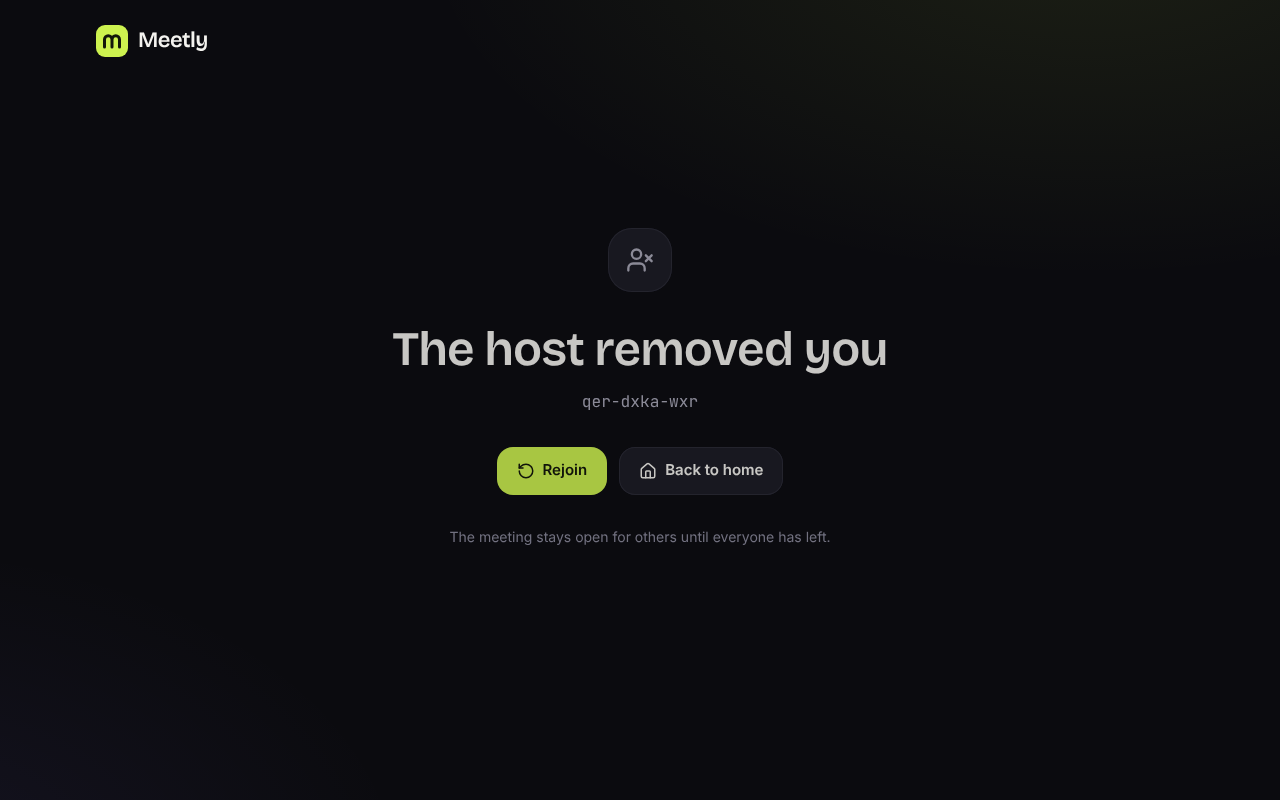 Meetly
The host removed you
qer-dxka-wxr
Rejoin
Back to home
The meeting stays open for others until everyone has left.